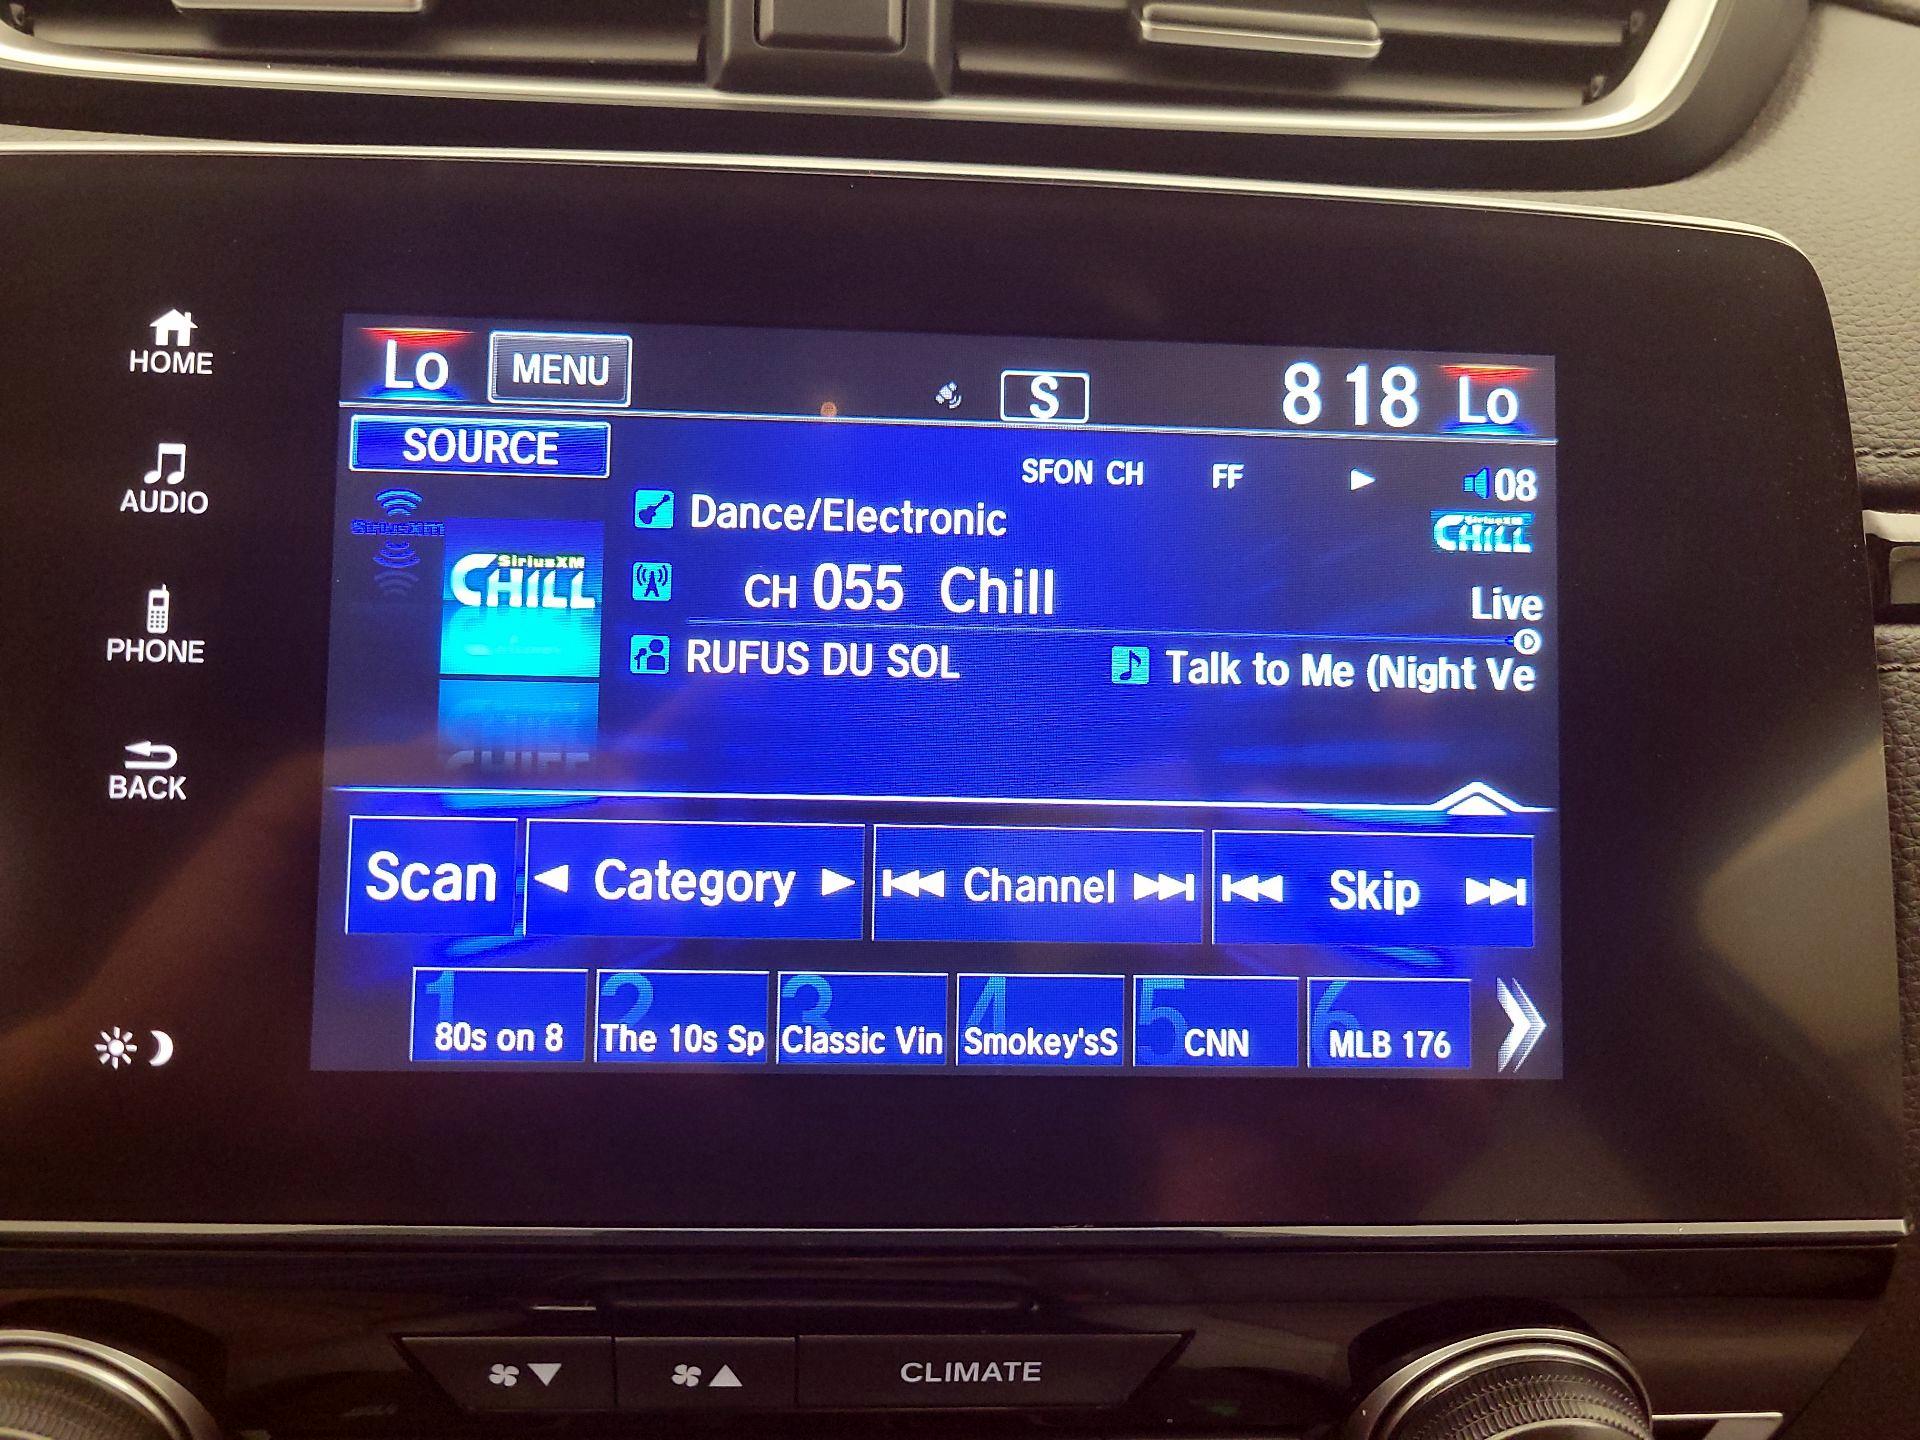 HOME
AUDIO
PHONE
BACK
Lo MENU S 8 18 Lo
SOURCE
SFON CH FF 08
SiriusXM
Dance/Electronic
SiriusXM
CHILL
SiriusXM
CHILL
CH 055 Chill
Live
RUFUS DU SOL Talk to Me (Night Ve
Scan Category Channel Skip
1 2 3 4 5 6
80s on 8 The 10s Sp Classic Vin Smokey'sS CNN MLB 176
CLIMATE